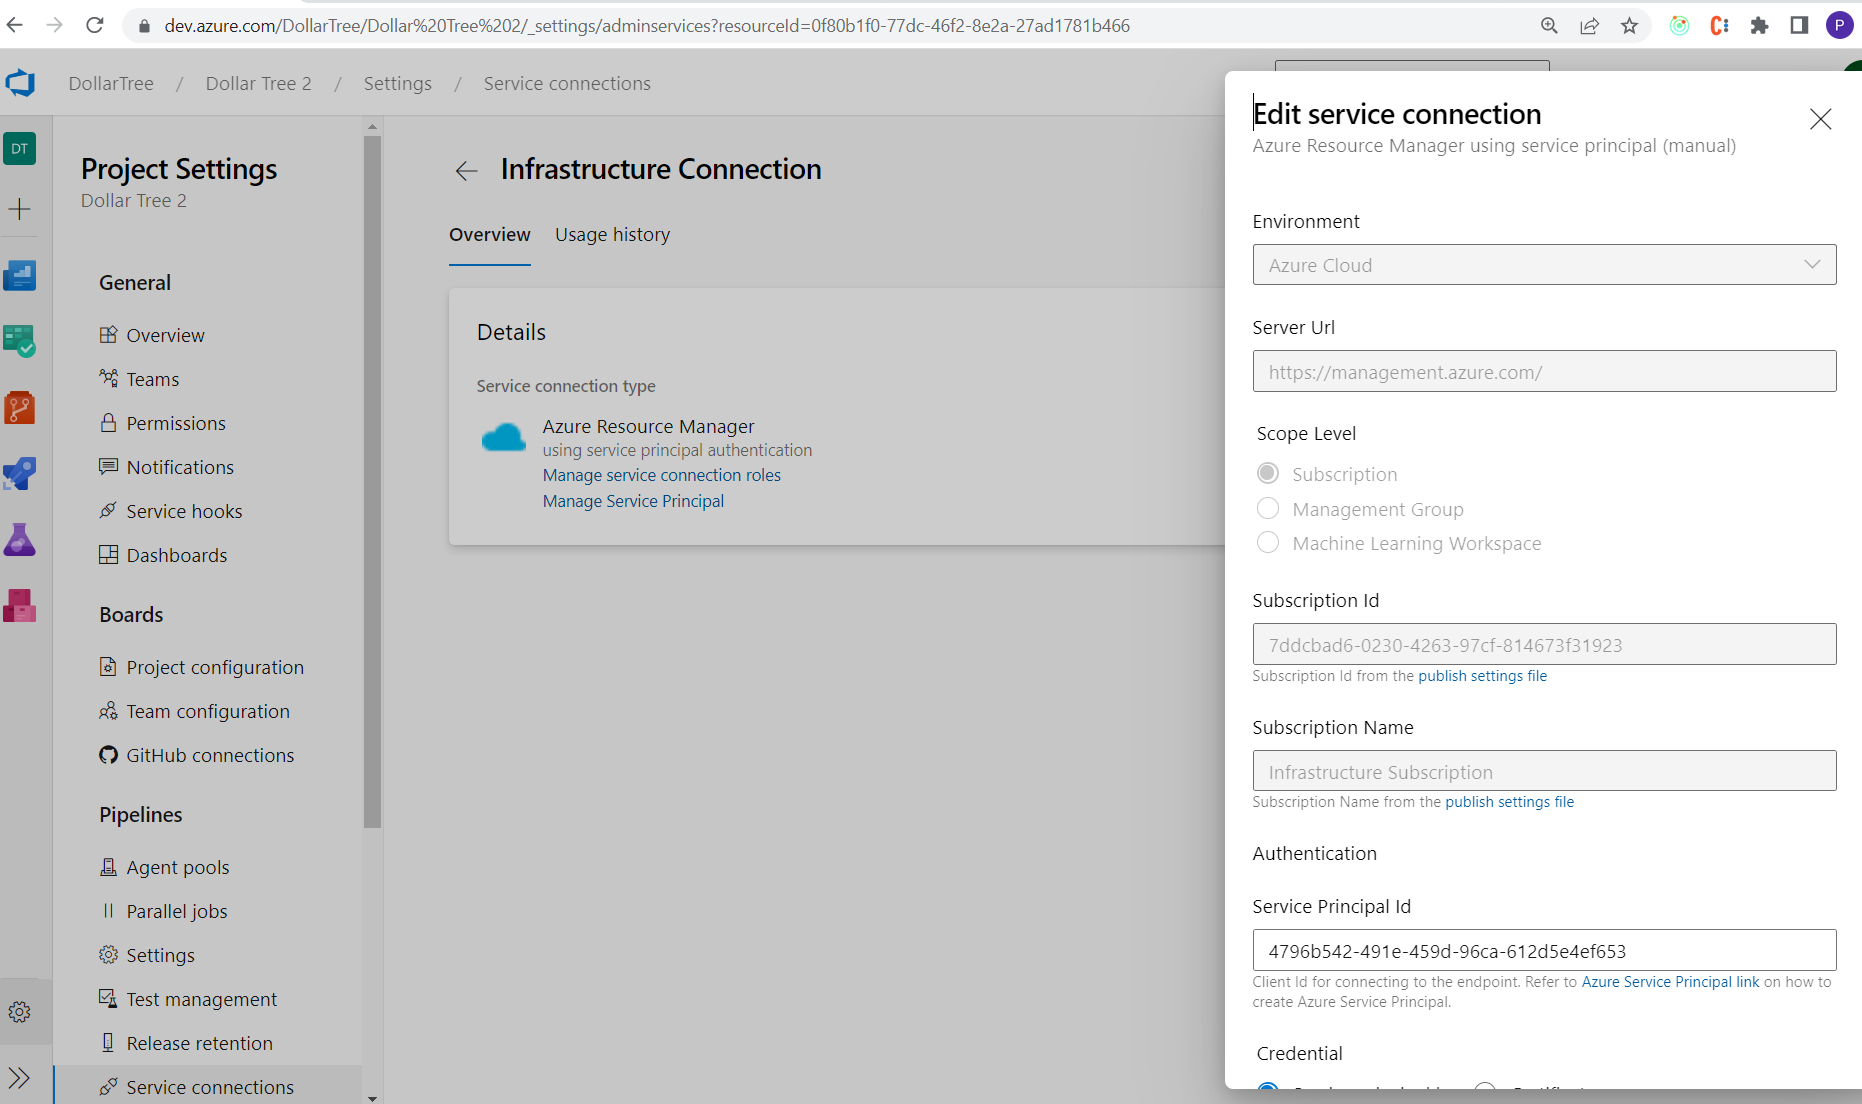 dev.azure.com/DollarTree/Dollar%20Tree%202/_settings/adminservices?resourceId=0f80b1f0-77dc-46f2-8e2a-27ad1781b466
P
DollarTree / Dollar Tree 2 / Settings / Service connections
DT
Project Settings
Dollar Tree 2
General
Overview
Teams
Permissions
Notifications
Service hooks
Dashboards
Boards
Project configuration
Team configuration
GitHub connections
Pipelines
Agent pools
Parallel jobs
Settings
Test management
Release retention
Service connections
Infrastructure Connection
Overview Usage history
Details
Service connection type
Azure Resource Manager
using service principal authentication
Manage service connection roles
Manage Service Principal
Edit service connection
Azure Resource Manager using service principal (manual)
Environment
Azure Cloud
Server Url
https://management.azure.com/
Scope Level
Subscription
Management Group
Machine Learning Workspace
Subscription Id
7ddcbad6-0230-4263-97cf-814673f31923
Subscription Id from the publish settings file
Subscription Name
Infrastructure Subscription
Subscription Name from the publish settings file
Authentication
Service Principal Id
4796b542-491e-459d-96ca-612d5e4ef653
Client Id for connecting to the endpoint. Refer to Azure Service Principal link on how to
create Azure Service Principal.
Credential